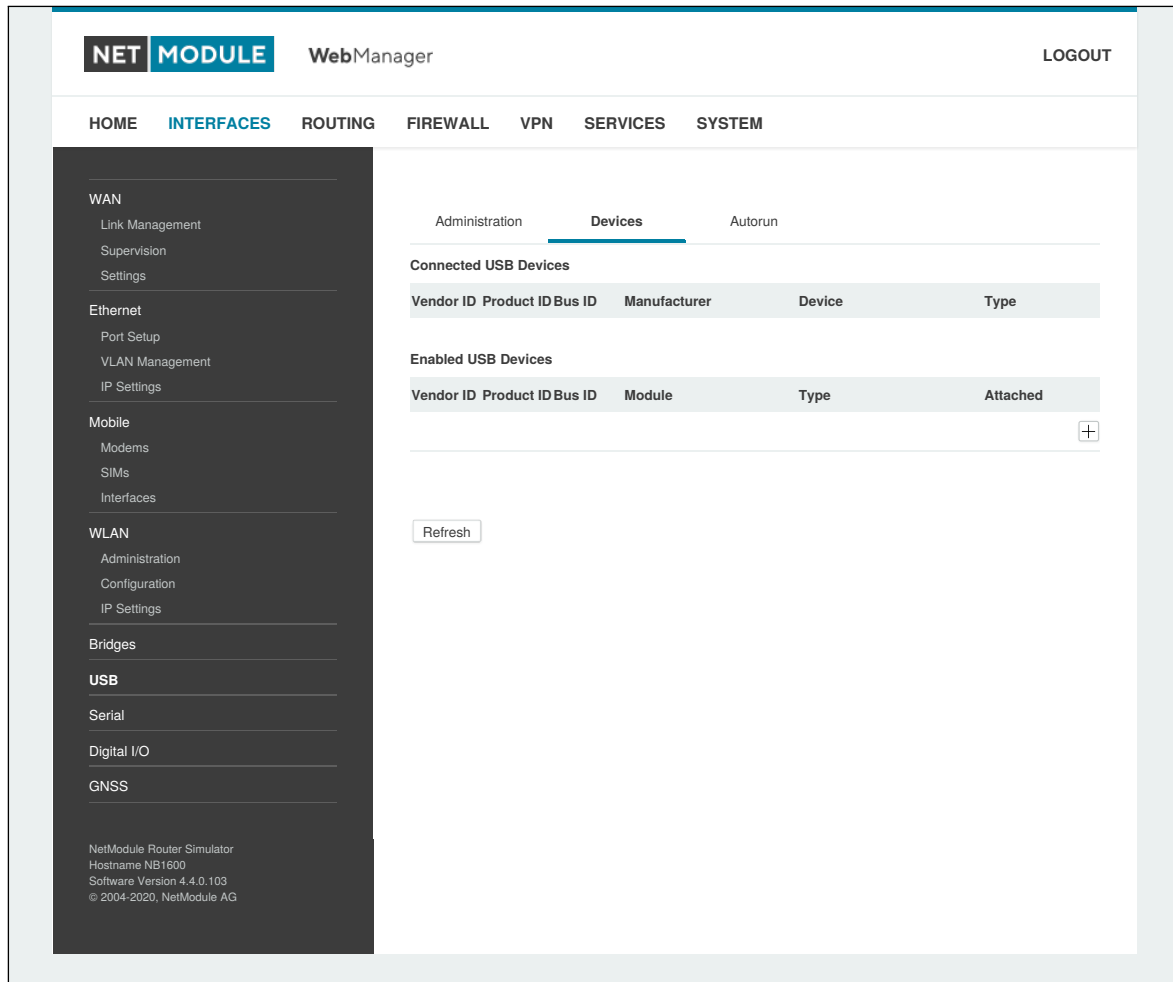 NET MODULE WebManager LOGOUT
HOME INTERFACES ROUTING FIREWALL VPN SERVICES SYSTEM
WAN
Link Management
Supervision
Settings
Ethernet
Port Setup
VLAN Management
IP Settings
Mobile
Modems
SIMs
Interfaces
WLAN
Administration
Configuration
IP Settings
Bridges
USB
Serial
Digital I/O
GNSS
NetModule Router Simulator
Hostname NB1600
Software Version 4.4.0.103
© 2004-2020, NetModule AG
Administration Devices Autorun
Connected USB Devices
Vendor ID Product ID Bus ID Manufacturer Device Type
Enabled USB Devices
Vendor ID Product ID Bus ID Module Type Attached
Refresh